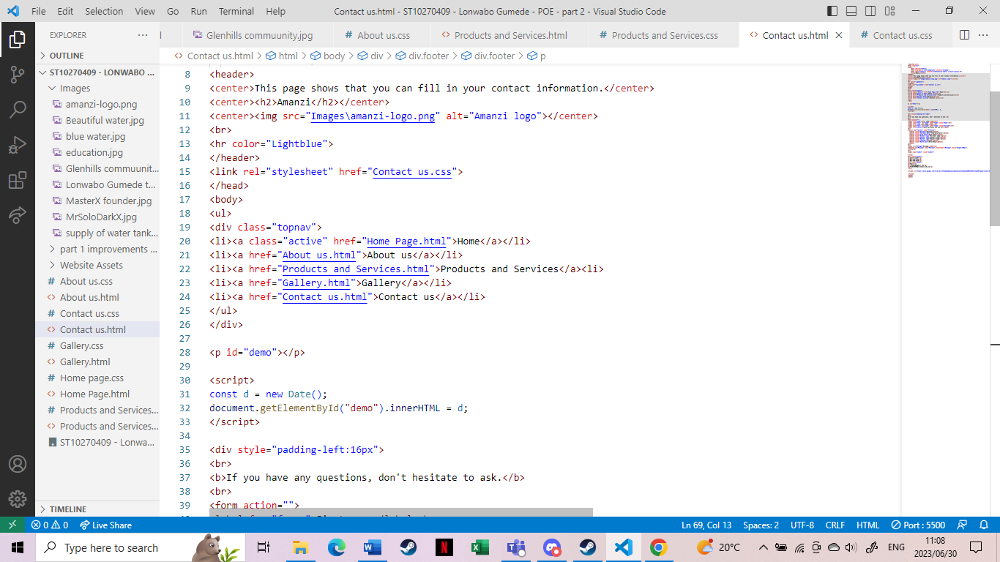 File Edit Selection View Go Run Terminal Help
Contact us.html - ST10270409 - Lonwabo Gumede - POE - part 2 - Visual Studio Code
EXPLORER
Glenhills commuunity.jpg
# About us.css
<> Products and Services.html
# Products and Services.css
<> Contact us.html
# Contact us.css
OUTLINE
ST10270409 - LONWABO ...
Images
amanzi-logo.png
Beautiful water.jpg
blue water.jpg
education.jpg
Glenhills commuunit...
Lonwabo Gumede t...
MasterX founder.jpg
MrSoloDarkX.jpg
supply of water tank...
part 1 improvements ...
Website Assets
# About us.css
<> About us.html
# Contact us.css
<> Contact us.html
# Gallery.css
<> Gallery.html
# Home page.css
<> Home Page.html
# Products and Services...
<> Products and Services...
ST10270409 - Lonwa...
TIMELINE
<> Contact us.html > html > body > div > div.footer > div.footer > p
8 <header>
9 <center>This page shows that you can fill in your contact information.</center>
10 <center><h2>Amanzi</h2></center>
11 <center><img src="Images\amanzi-logo.png" alt="Amanzi logo"></center>
12 <br>
13 <hr color="Lightblue">
14 </header>
15 <link rel="stylesheet" href="Contact us.css">
16 </head>
17 <body>
18 <ul>
19 <div class="topnav">
20 <li><a class="active" href="Home Page.html">Home</a></li>
21 <li><a href="About us.html">About us</a></li>
22 <li><a href="Products and Services.html">Products and Services</a><li>
23 <li><a href="Gallery.html">Gallery</a></li>
24 <li><a href="Contact us.html">Contact us</a></li>
25 </ul>
26 </div>
27
28 <p id="demo"></p>
29
30 <script>
31 const d = new Date();
32 document.getElementById("demo").innerHTML = d;
33 </script>
34
35 <div style="padding-left:16px">
36 <br>
37 <b>If you have any questions, don't hesitate to ask.</b>
38 <br>
39 <form action="">
0 0 Live Share
Ln 69, Col 13 Spaces: 2 UTF-8 CRLF HTML Port : 5500
Type here to search
20°C
ENG
11:08
2023/06/30